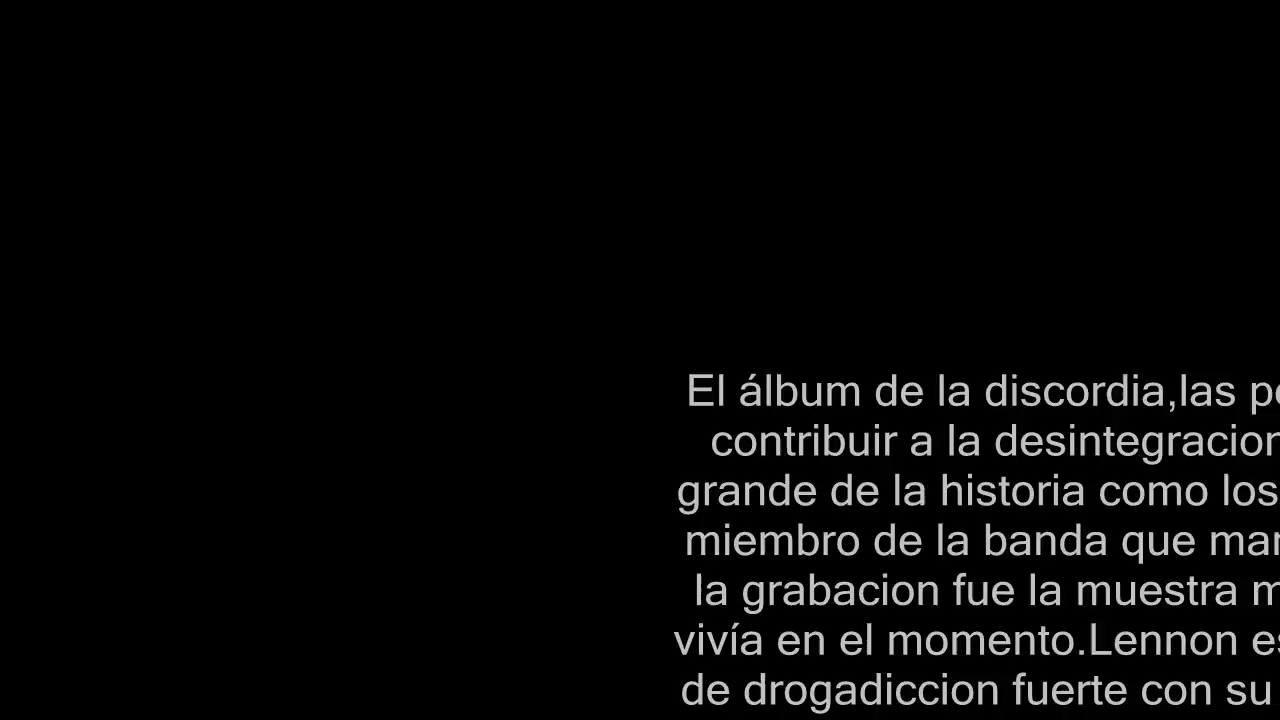 El álbum de la discordia,las
contribuir a la desintegracion
grande de la historia como los
miembro de la banda que
la grabacion fue la muestra
vivía en el momento.Lennon
de drogadiccion fuerte con su